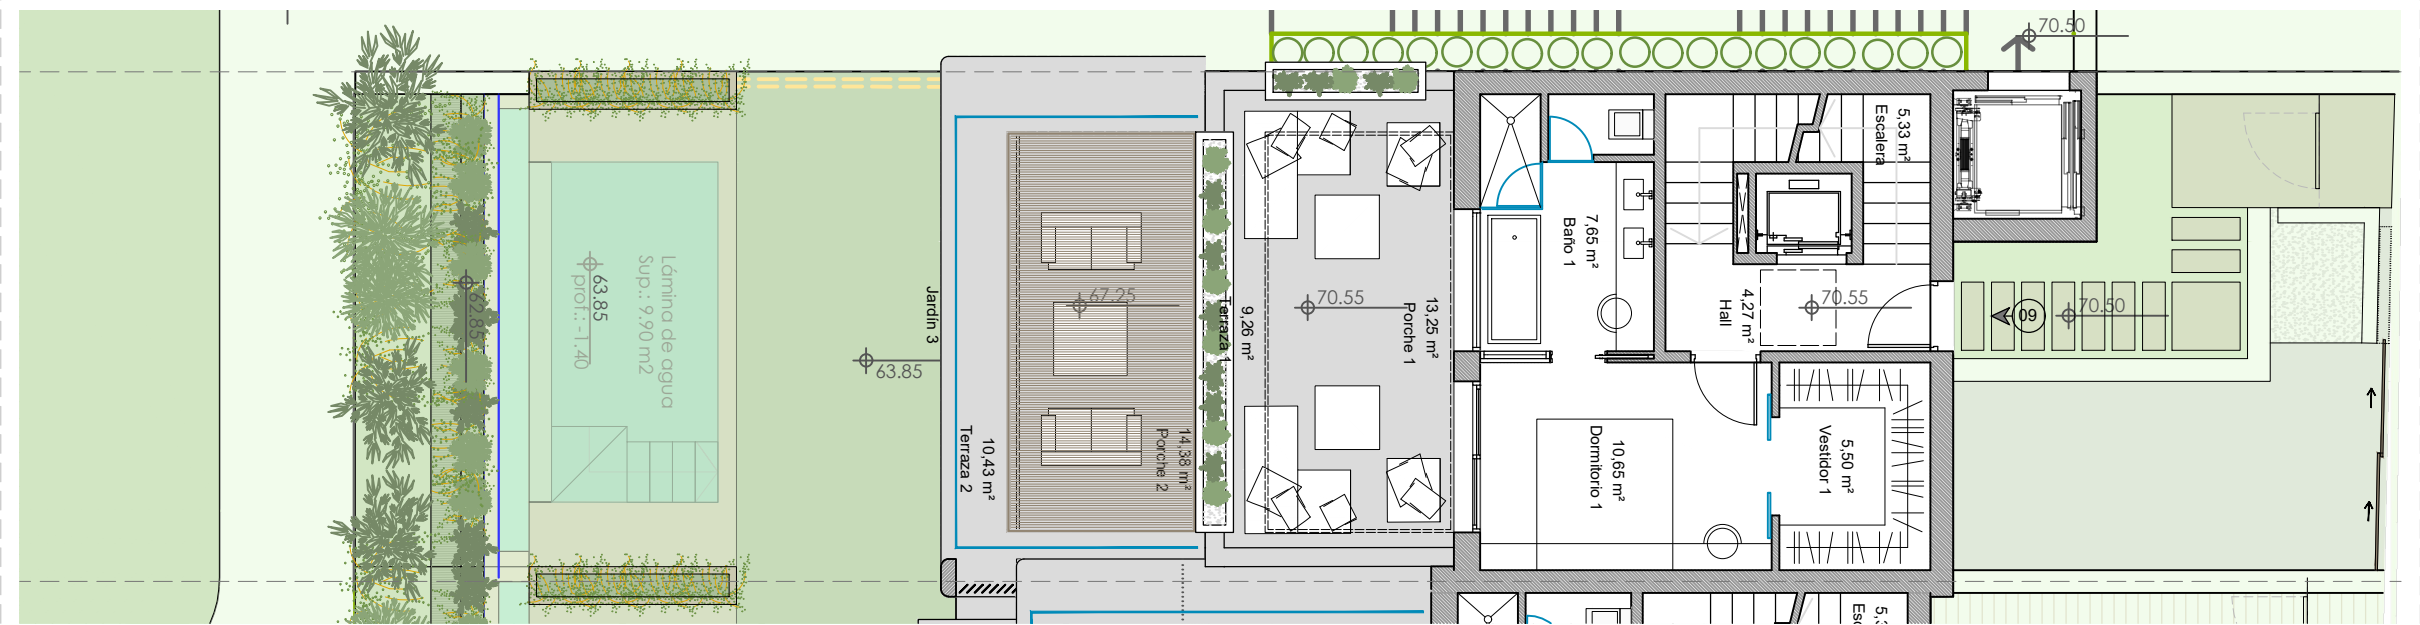 70.50
5,33 m²
Escalera
7,65 m²
Baño 1
4,27 m²
Hall
70.55
70.50
09
13,25 m²
Porche 1
70.55
9,26 m²
Terraza 1
67.25
14,38 m²
Porche 2
10,43 m²
Terraza 2
Jardín 3
63.85
Lámina de agua
Sup.: 9.90 m2
63.85
prof.: -1.40
62.85
10,65 m²
Dormitorio 1
5,50 m²
Vestidor 1
5,3
Esc